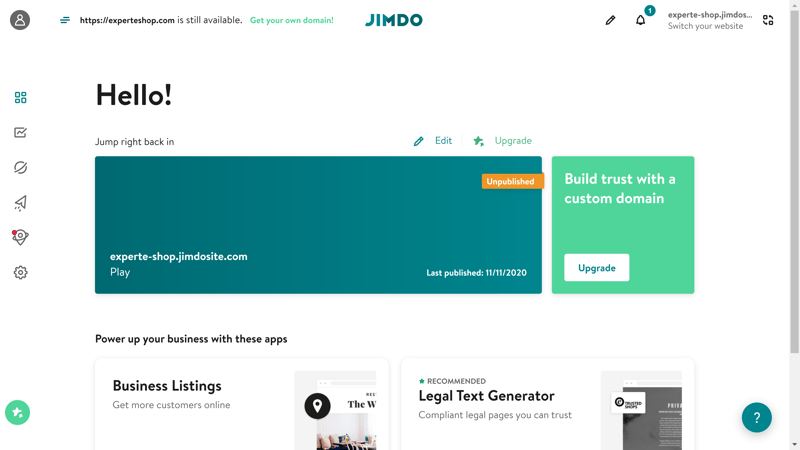 https://experteshop.com is still available. Get your own domain!
JIMDO
1
experte-shop.jimdos...
Switch your website
Hello!
Jump right back in
Edit
Upgrade
Unpublished
experte-shop.jimdosite.com
Play
Last published: 11/11/2020
Build trust with a
custom domain
Upgrade
Power up your business with these apps
Business Listings
Get more customers online
The W
RECOMMENDED
Legal Text Generator
Compliant legal pages you can trust
TRUSTED
SHOPS
PRIVA
?